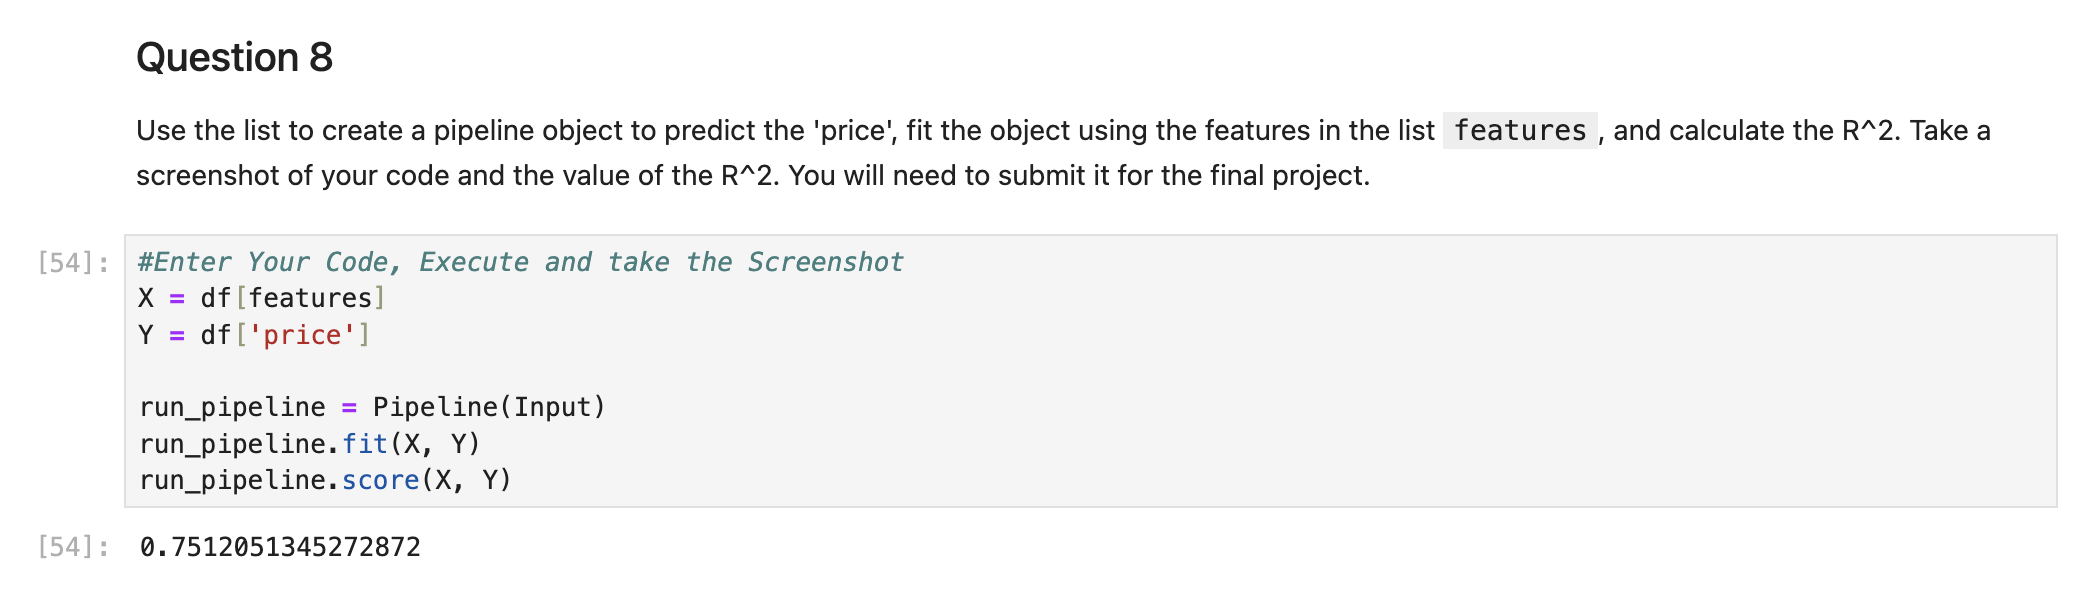 Question 8
Use the list to create a pipeline object to predict the 'price', fit the object using the features in the list features, and calculate the R^2. Take a
screenshot of your code and the value of the R^2. You will need to submit it for the final project.
[54]: #Enter Your Code, Execute and take the Screenshot
X = df[features]
Y = df['price']

run_pipeline = Pipeline(Input)
run_pipeline.fit(X, Y)
run_pipeline.score(X, Y)
[54]: 0.7512051345272872